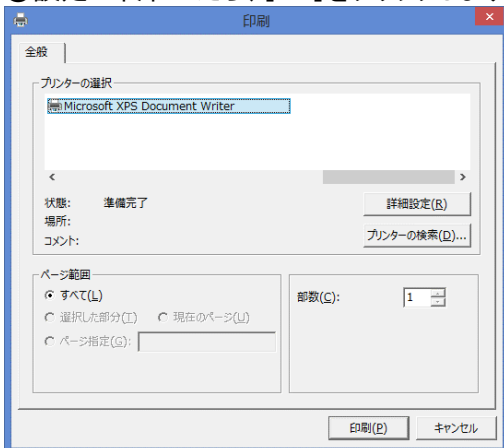 印刷
全般
プリンターの選択
Microsoft XPS Document Writer
状態: 準備完了
詳細設定(R)
場所:
コメント:
プリンターの検索(D)...
ページ範囲
すべて(L)
部数(C): 1
選択した部分(T) 現在のページ(U)
ページ指定(G):
印刷(P) キャンセル